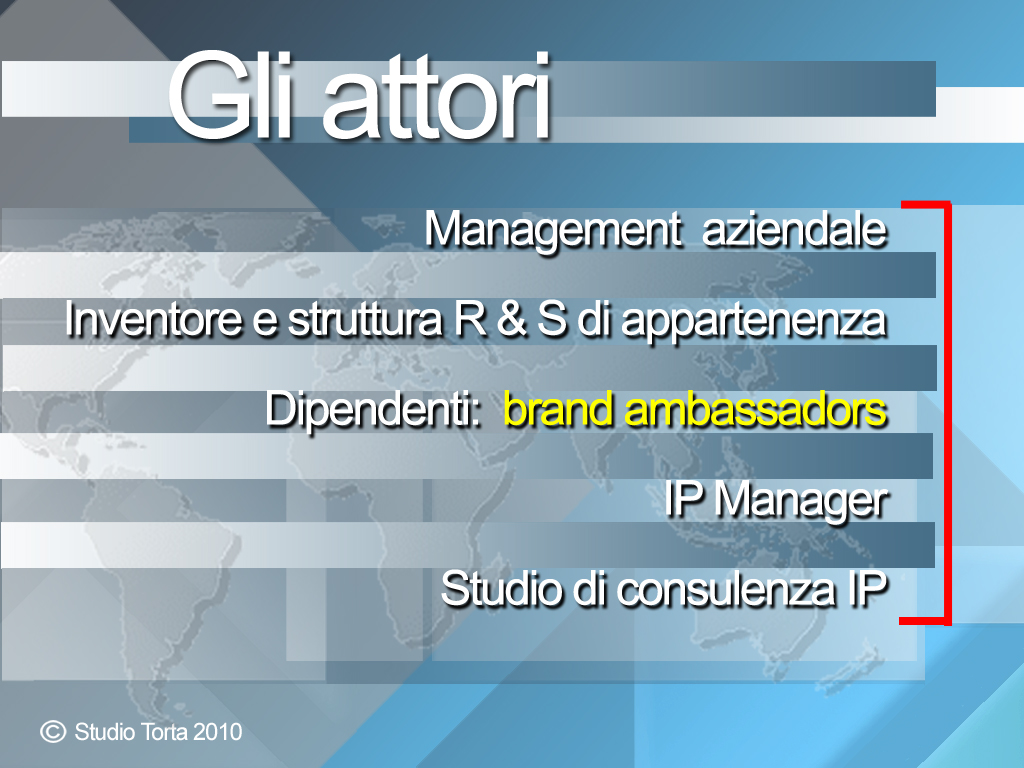 Gli attori
Management aziendale
Inventore e struttura R & S di appartenenza
Dipendenti: brand ambassadors
IP Manager
Studio di consulenza IP
© Studio Torta 2010